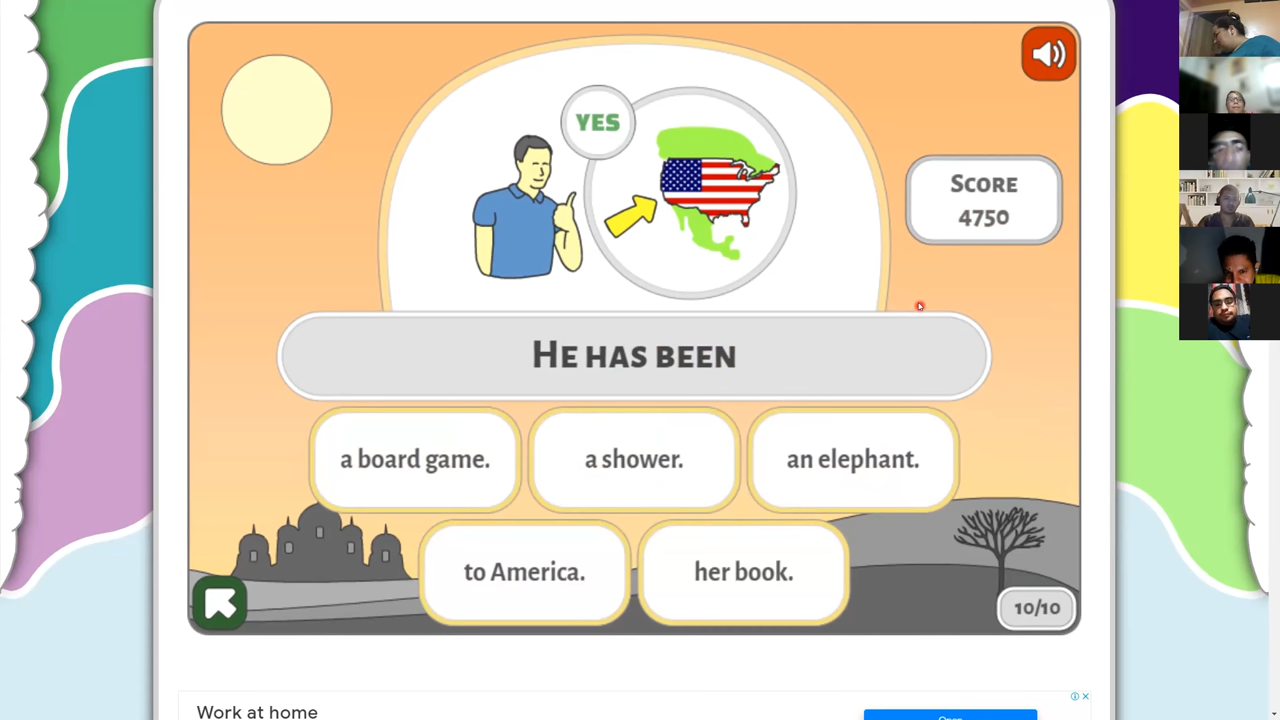 YES
SCORE
4750
HE HAS BEEN
a board game.
a shower.
an elephant.
to America.
her book.
10/10
Work at home